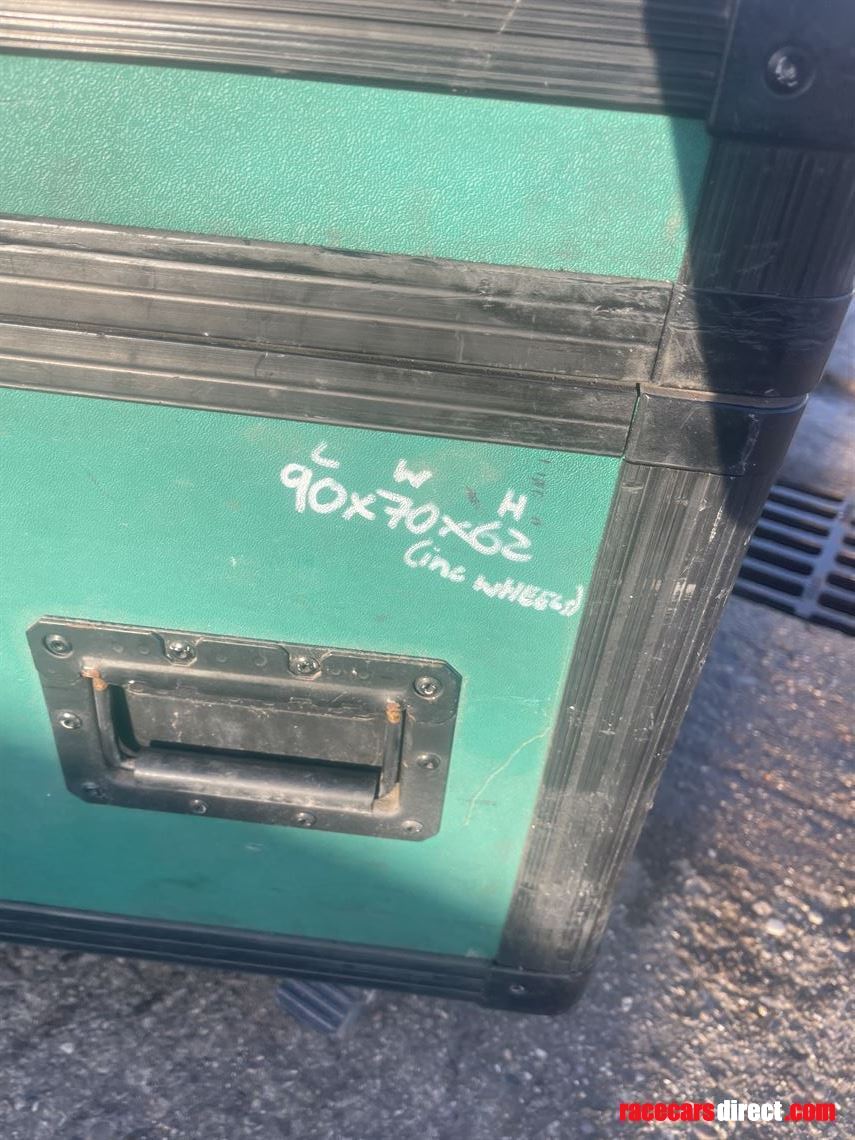 L W H
90x70x62
(inc WHEELS)
racecarsdirect.com